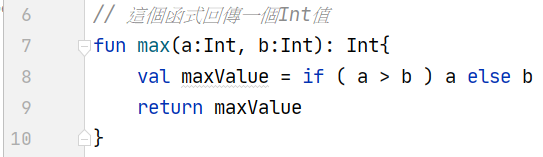 6 // 這個函式回傳一個Int值
7 fun max(a:Int, b:Int): Int{
8 val maxValue = if ( a > b ) a else b
9 return maxValue
10 }